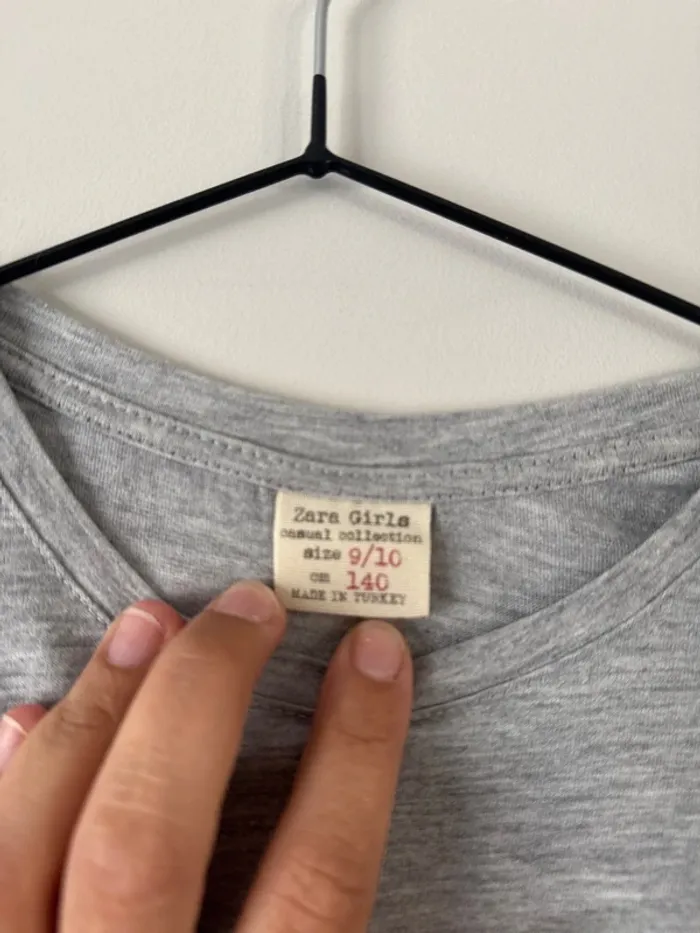 Zara Girls
casual collection
size 9/10
cm 140
MADE IN TURKEY